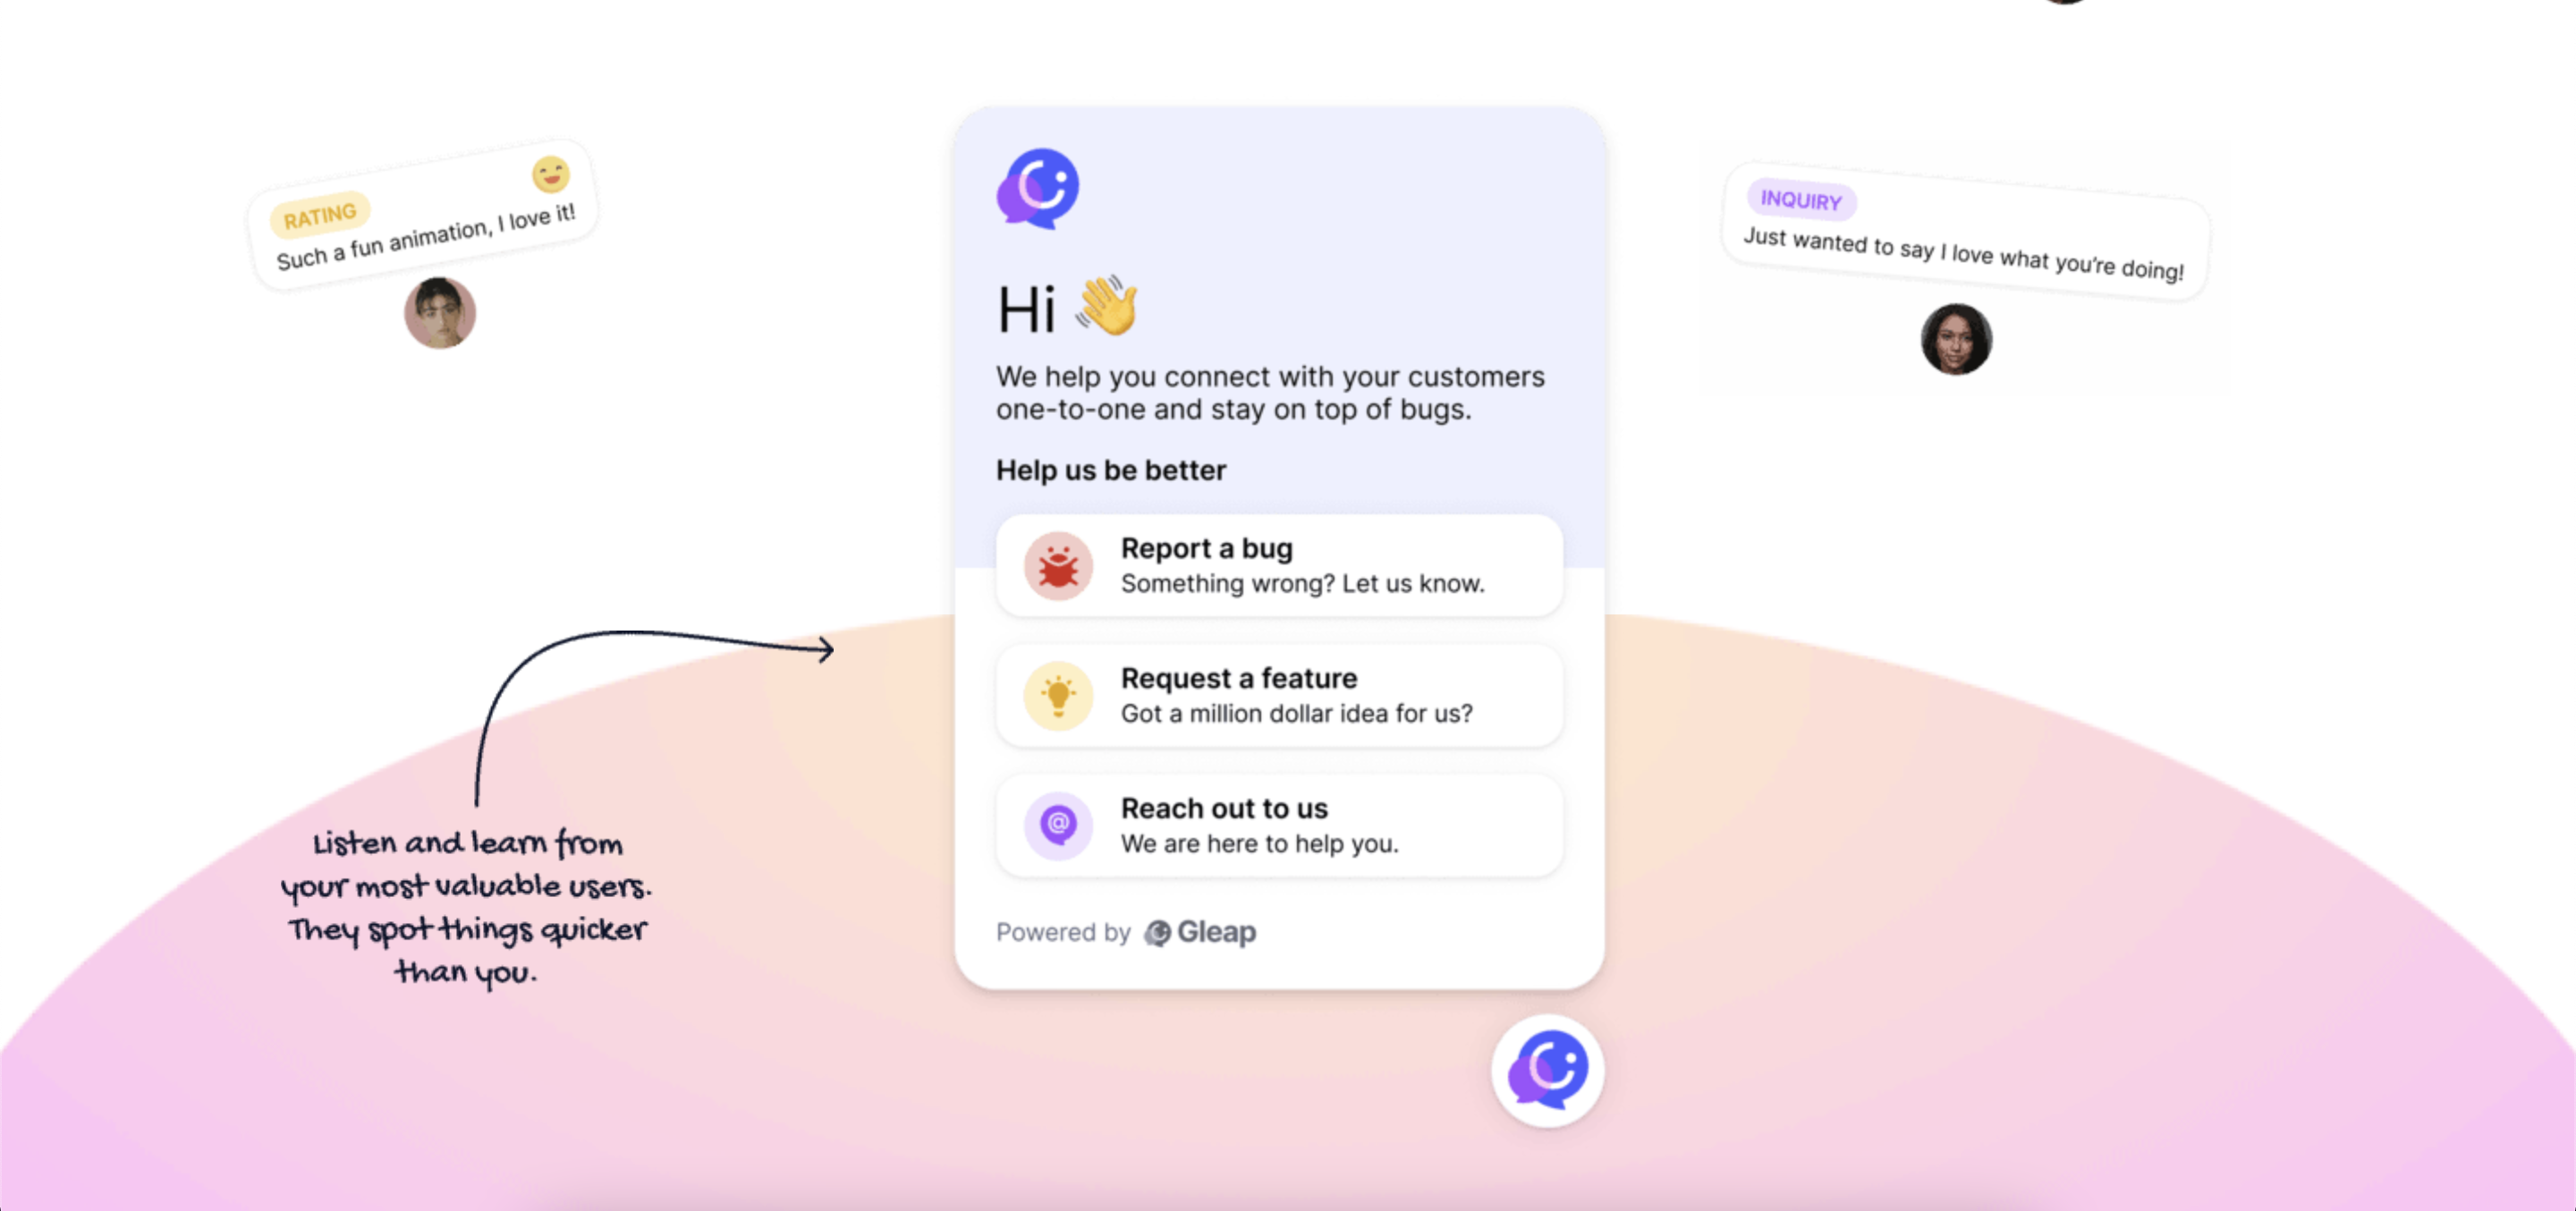 RATING
Such a fun animation, I love it!
INQUIRY
Just wanted to say I love what you're doing!
Hi
We help you connect with your customers
one-to-one and stay on top of bugs.
Help us be better
Report a bug
Something wrong? Let us know.
Request a feature
Got a million dollar idea for us?
@
Reach out to us
We are here to help you.
Powered by Gleap
Listen and learn from
your most valuable users.
They spot things quicker
than you.